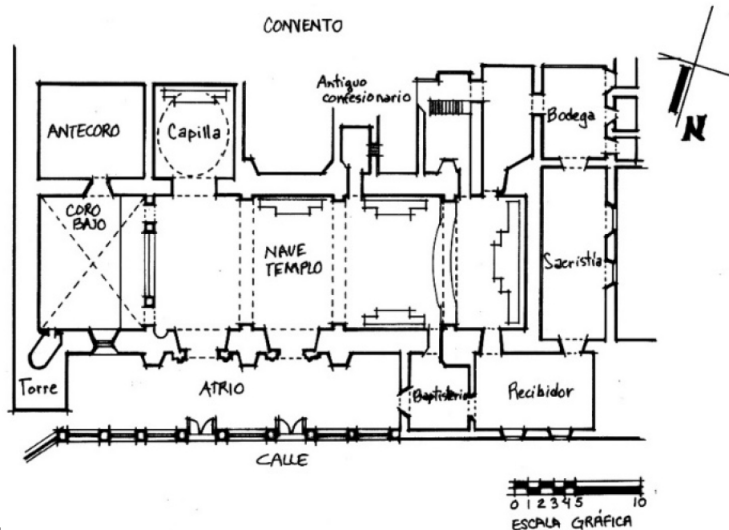 CONVENTO
Antiguo
confesionario
N
ANTECORO
Capilla
Bodega
CORO
BAJO
NAVE
TEMPLO
Sacristía
Torre
ATRIO
Baptisterio
Recibidor
CALLE
0 1 2 3 4 5 10
ESCALA GRÁFICA